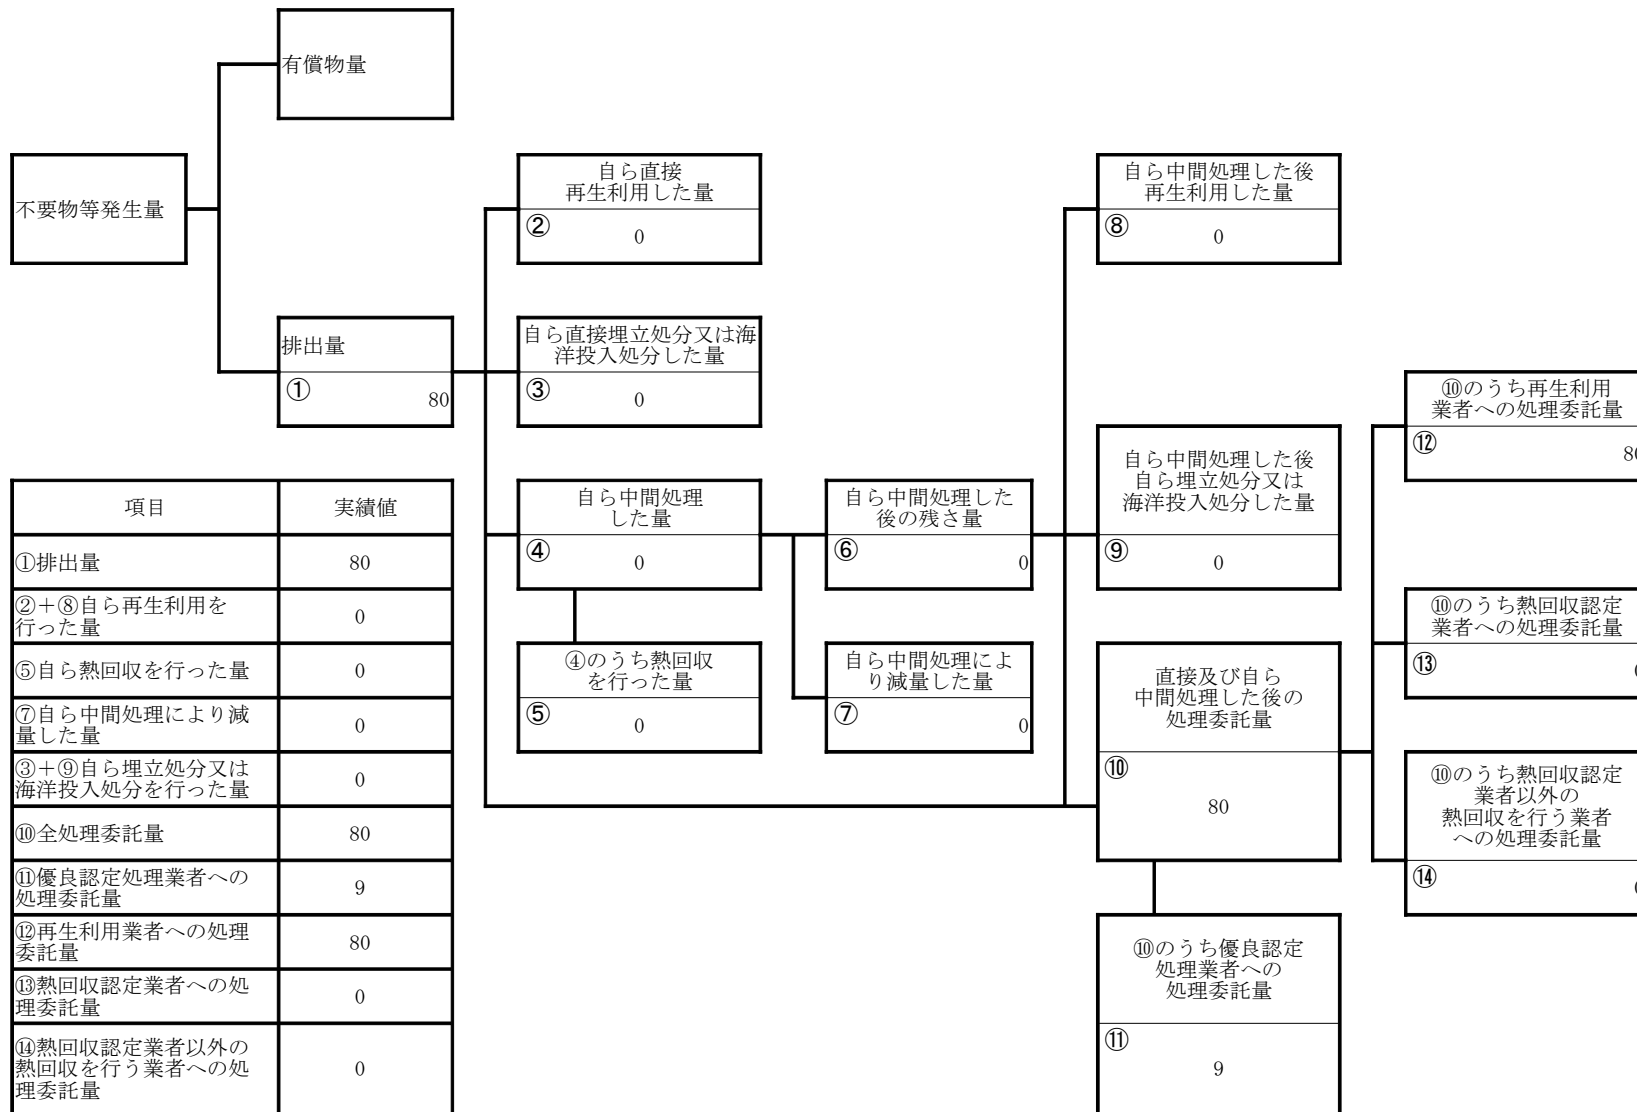 有償物量
不要物等発生量
自ら直接
再生利用した量
②
0
自ら中間処理した後
再生利用した量
⑧
0
排出量
①
80
自ら直接埋立処分又は海
洋投入処分した量
③
0
⑩のうち再生利用
業者への処理委託量
⑫
80
自ら中間処理
した量
④
0
自ら中間処理した
後の残さ量
⑥
0
自ら中間処理した後
自ら埋立処分又は
海洋投入処分した量
⑨
0
④のうち熱回収
を行った量
⑤
0
自ら中間処理によ
り減量した量
⑦
0
直接及び自ら
中間処理した後の
処理委託量
⑩
80
⑩のうち熱回収認定
業者への処理委託量
⑬
0
⑩のうち熱回収認定
業者以外の
熱回収を行う業者
への処理委託量
⑭
0
⑩のうち優良認定
処理業者への
処理委託量
⑪
9
項目 実績値
①排出量 80
②＋⑧自ら再生利用を
行った量 0
⑤自ら熱回収を行った量 0
⑦自ら中間処理により減
量した量 0
③＋⑨自ら埋立処分又は
海洋投入処分を行った量 0
⑩全処理委託量 80
⑪優良認定処理業者への
処理委託量 9
⑫再生利用業者への処理
委託量 80
⑬熱回収認定業者への処
理委託量 0
⑭熱回収認定業者以外の
熱回収を行う業者への処
理委託量 0